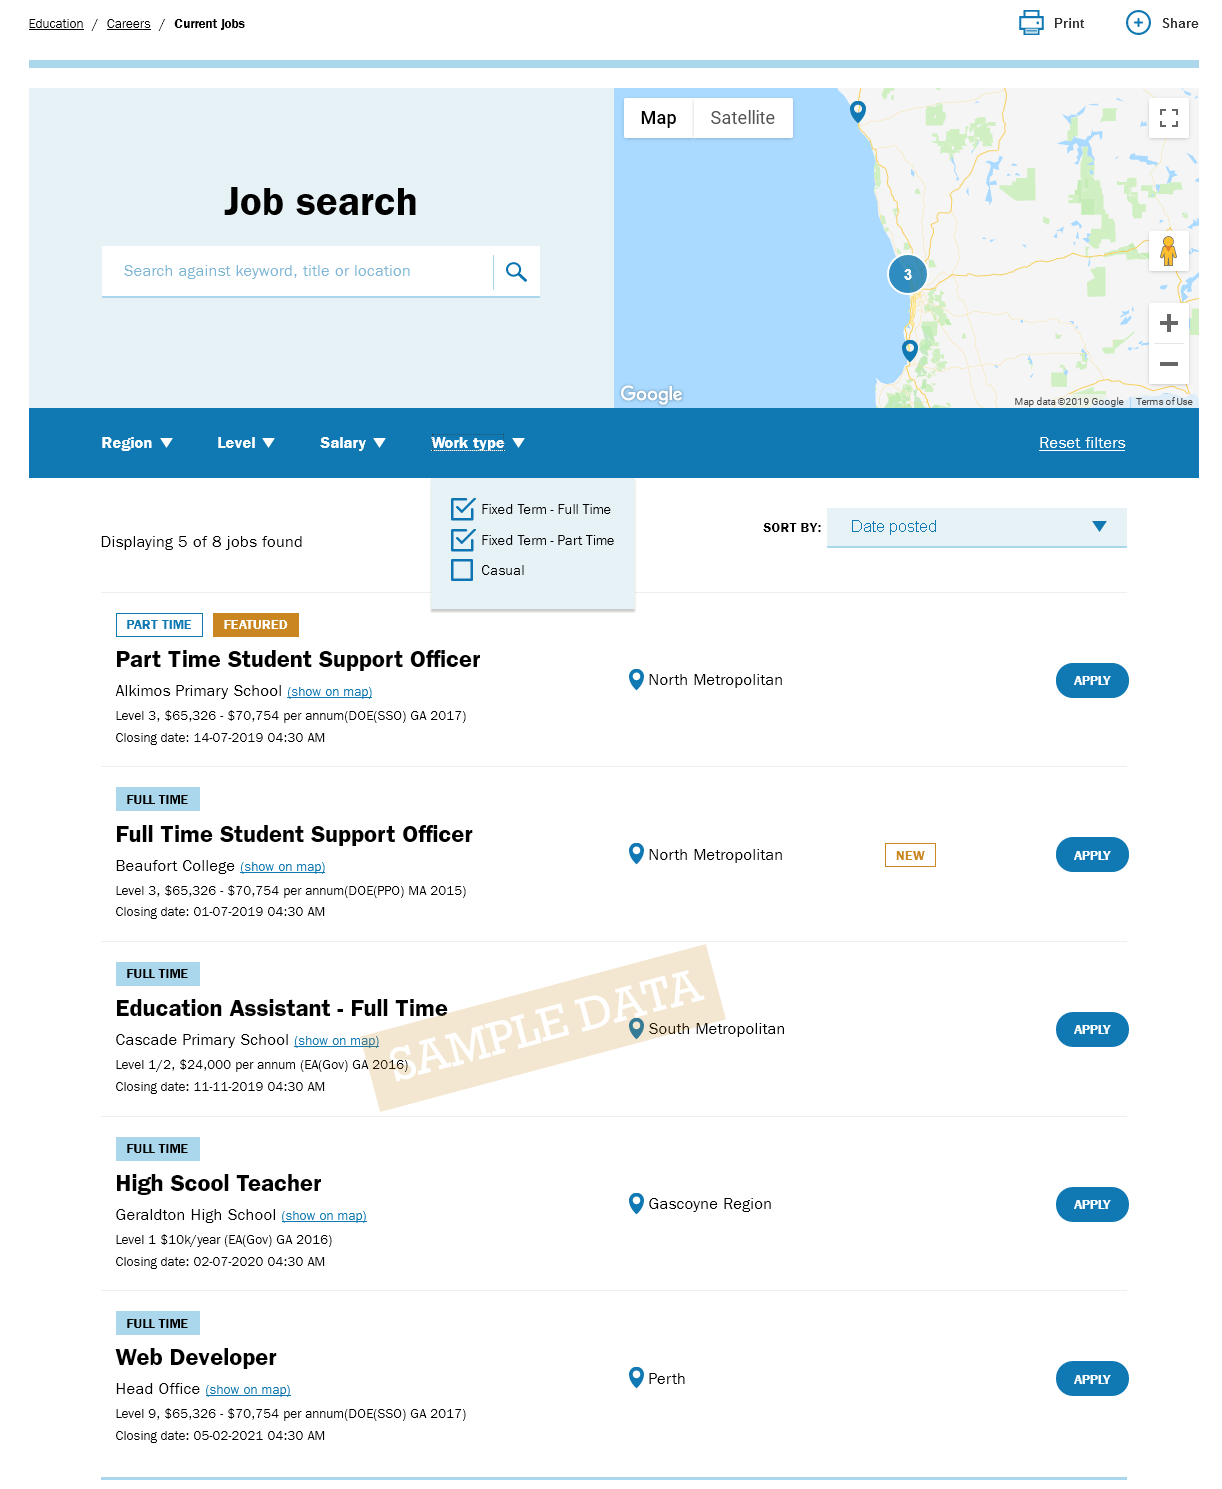 Education / Careers / Current Jobs
Print
Share
Job search
Search against keyword, title or location
Map
Satellite
3
Google
Map data ©2019 Google
Terms of Use
Region
Level
Salary
Work type
Reset filters
Fixed Term - Full Time
Fixed Term - Part Time
Casual
Displaying 5 of 8 jobs found
SORT BY:
Date posted
PART TIME
FEATURED
Part Time Student Support Officer
Alkimos Primary School (show on map)
Level 3, $65,326 - $70,754 per annum(DOE(SSO) GA 2017)
Closing date: 14-07-2019 04:30 AM
North Metropolitan
APPLY
FULL TIME
Full Time Student Support Officer
Beaufort College (show on map)
Level 3, $65,326 - $70,754 per annum(DOE(PPO) MA 2015)
Closing date: 01-07-2019 04:30 AM
North Metropolitan
NEW
APPLY
FULL TIME
Education Assistant - Full Time
Cascade Primary School (show on map)
Level 1/2, $24,000 per annum (EA(Gov) GA 2016)
Closing date: 11-11-2019 04:30 AM
SAMPLE DATA
South Metropolitan
APPLY
FULL TIME
High Scool Teacher
Geraldton High School (show on map)
Level 1 $10k/year (EA(Gov) GA 2016)
Closing date: 02-07-2020 04:30 AM
Gascoyne Region
APPLY
FULL TIME
Web Developer
Head Office (show on map)
Level 9, $65,326 - $70,754 per annum(DOE(SSO) GA 2017)
Closing date: 05-02-2021 04:30 AM
Perth
APPLY